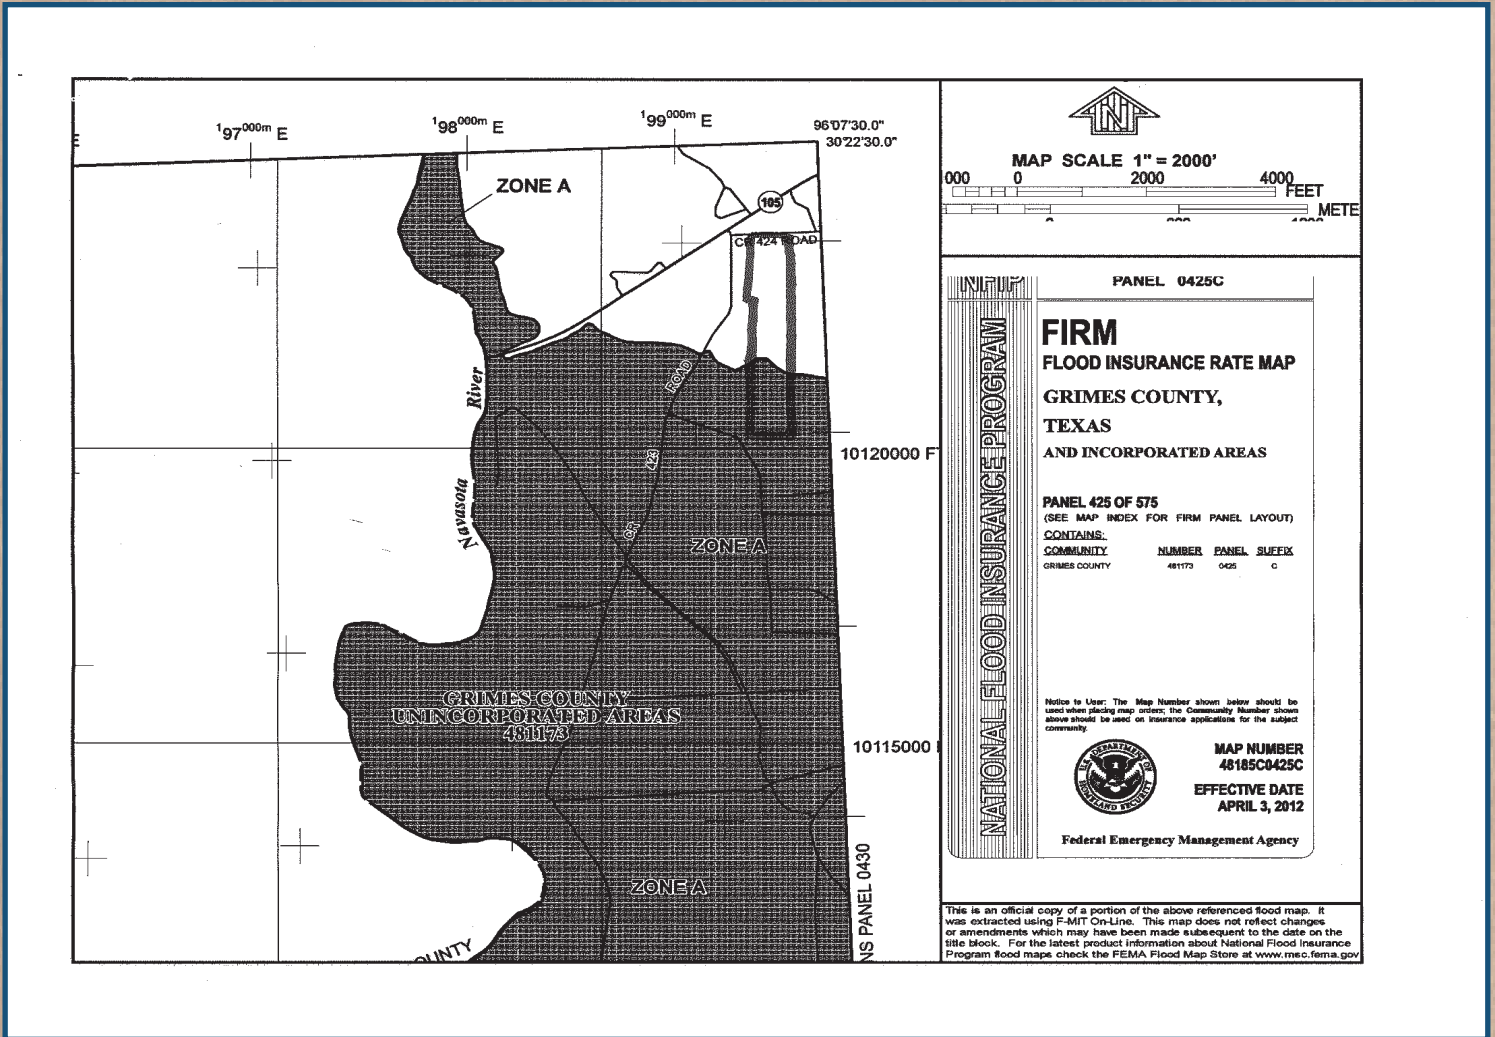 197000m E
198000m E
199000m E
96°07'30.0"
30°22'30.0"
ZONE A
105
CR 424 ROAD
River
ROAD
10120000 FT
423
Navasota
CR
ZONE A
GRIMES COUNTY
UNINCORPORATED AREAS
481173
10115000
ZONE A
NS PANEL 0430
OUNTY
N
MAP SCALE 1" = 2000'
000 0 2000 4000
FEET
METE
NFIP
PANEL 0425C
NATIONAL FLOOD INSURANCE PROGRAM
FIRM
FLOOD INSURANCE RATE MAP
GRIMES COUNTY,
TEXAS
AND INCORPORATED AREAS
PANEL 425 OF 575
(SEE MAP INDEX FOR FIRM PANEL LAYOUT)
CONTAINS:
COMMUNITY NUMBER PANEL SUFFIX
GRIMES COUNTY 481173 0425 C
Notice to User: The Map Number shown below should be
used when placing map orders; the Community Number shown
above should be used on insurance applications for the subject
community.
U.S. DEPARTMENT OF
HOMELAND SECURITY
MAP NUMBER
48185C0425C
EFFECTIVE DATE
APRIL 3, 2012
Federal Emergency Management Agency
This is an official copy of a portion of the above referenced flood map. It
was extracted using F-MIT On-Line. This map does not reflect changes
or amendments which may have been made subsequent to the date on the
title block. For the latest product information about National Flood Insurance
Program flood maps check the FEMA Flood Map Store at www.msc.fema.gov